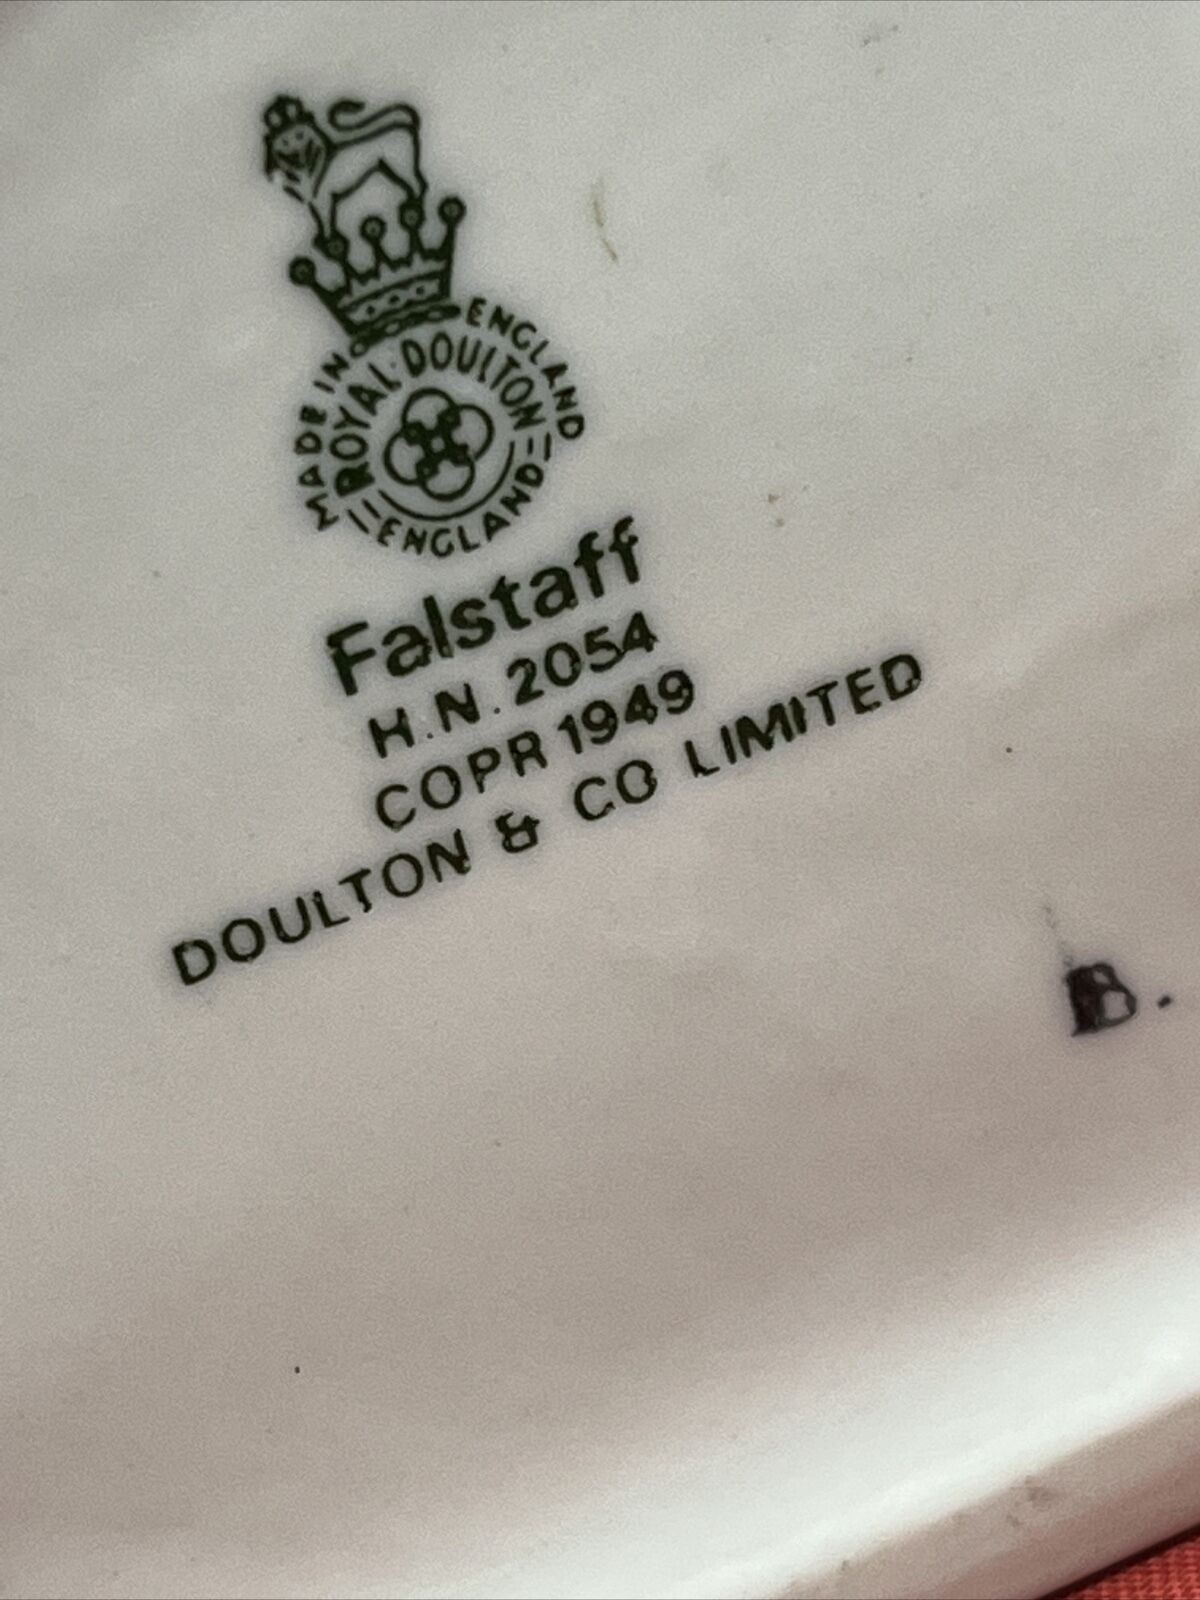 MADE IN ENGLAND
ROYAL·DOULTON
ENGLAND
Falstaff
H.N. 2054
COPR 1949
DOULTON & CO LIMITED
B.